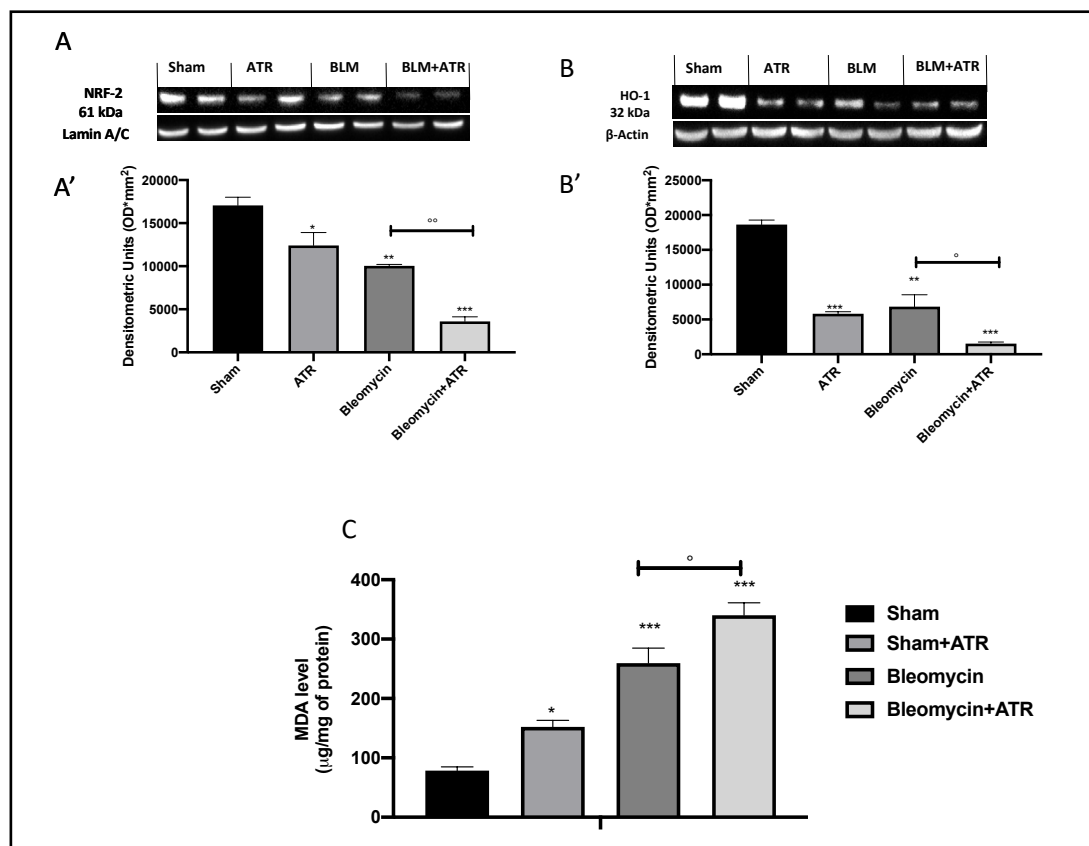 A
Sham ATR BLM BLM+ATR
NRF-2
61 kDa
Lamin A/C
B
Sham ATR BLM BLM+ATR
HO-1
32 kDa
β-Actin
A’
Densitometric Units (OD*mm²)
20000
15000
10000
5000
0
*
**
°°
***
Sham
ATR
Bleomycin
Bleomycin+ATR
B’
Densitometric Units (OD*mm²)
25000
20000
15000
10000
5000
0
***
**
°
***
Sham
ATR
Bleomycin
Bleomycin+ATR
C
MDA level
(µg/mg of protein)
400
300
200
100
0
*
***
°
***
Sham
Sham+ATR
Bleomycin
Bleomycin+ATR